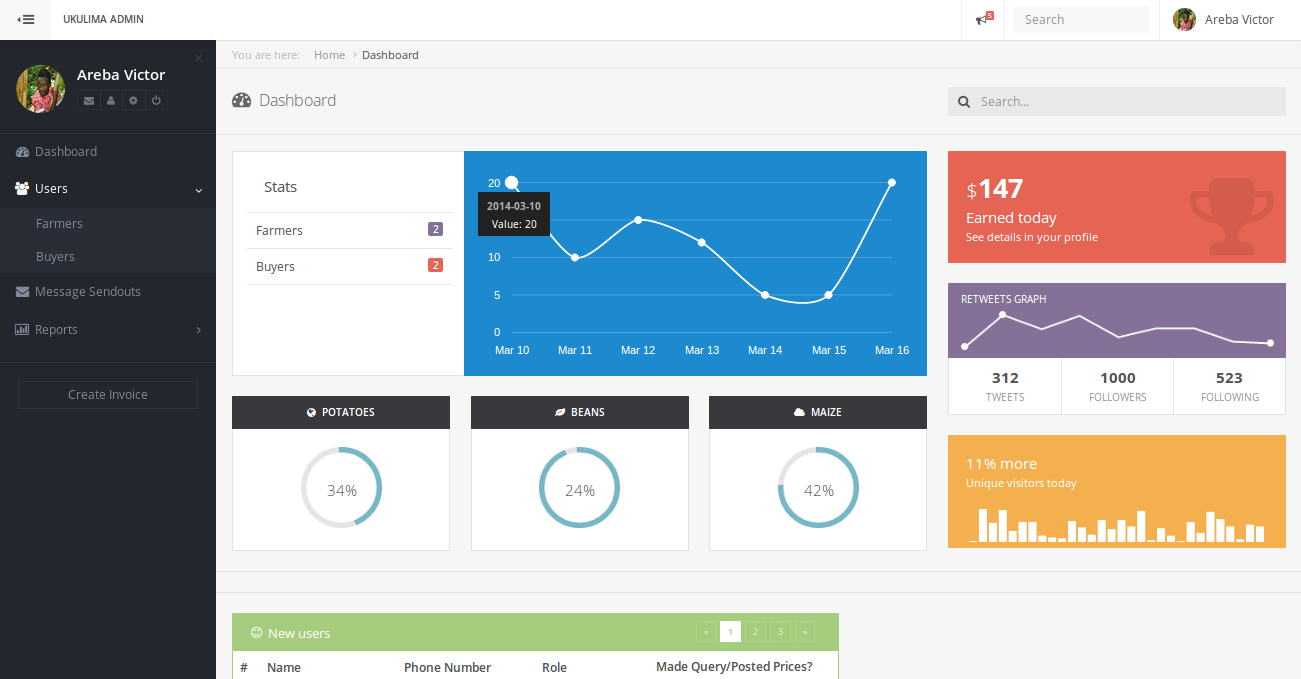 UKULIMA ADMIN
5
Search
Areba Victor
Areba Victor
Dashboard
Users
Farmers
Buyers
Message Sendouts
Reports
Create Invoice
You are here: Home > Dashboard
Dashboard
Search...
Stats
Farmers 2
Buyers 2
20
10
5
0
2014-03-10
Value: 20
Mar 10 Mar 11 Mar 12 Mar 13 Mar 14 Mar 15 Mar 16
$147
Earned today
See details in your profile
RETWEETS GRAPH
312 1000 523
TWEETS FOLLOWERS FOLLOWING
POTATOES BEANS MAIZE
34% 24% 42%
11% more
Unique visitors today
New users
« 1 2 3 »
# Name Phone Number Role Made Query/Posted Prices?